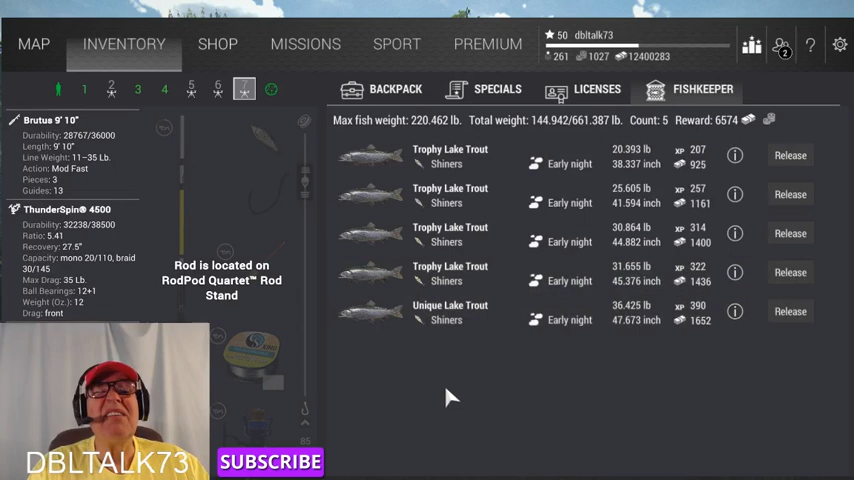 MAP INVENTORY SHOP MISSIONS SPORT PREMIUM
50 dbltalk73
261 1027 12400283
2
?
1 2 3 4 5 6 7
BACKPACK SPECIALS LICENSES FISHKEEPER
Max fish weight: 220.462 lb. Total weight: 144.942/661.387 lb. Count: 5 Reward: 6574
Brutus 9' 10"
Durability: 28767/36000
Length: 9' 10"
Line Weight: 11–35 Lb.
Action: Mod Fast
Pieces: 3
Guides: 13
ThunderSpin® 4500
Durability: 32238/38500
Ratio: 5.41
Recovery: 27.5"
Capacity: mono 20/110, braid
30/145
Max Drag: 35 Lb.
Ball Bearings: 12+1
Weight (Oz.): 12
Drag: front
Rod is located on
RodPod Quartet™ Rod
Stand
85
Trophy Lake Trout 20.393 lb XP 207
Shiners Early night 38.337 inch 925 Release
Trophy Lake Trout 25.605 lb XP 257
Shiners Early night 41.594 inch 1161 Release
Trophy Lake Trout 30.864 lb XP 314
Shiners Early night 44.882 inch 1400 Release
Trophy Lake Trout 31.655 lb XP 322
Shiners Early night 45.376 inch 1436 Release
Unique Lake Trout 36.425 lb XP 390
Shiners Early night 47.673 inch 1652 Release
DBLTALK73
SUBSCRIBE